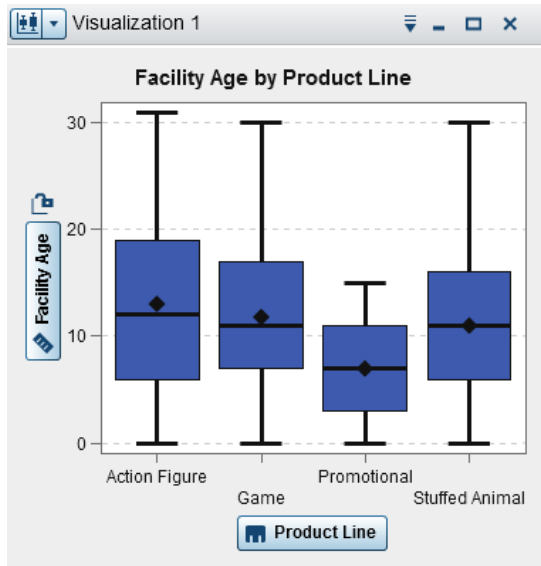 Visualization 1
Facility Age by Product Line
30
20
10
0
Facility Age
Action Figure
Game
Promotional
Stuffed Animal
Product Line